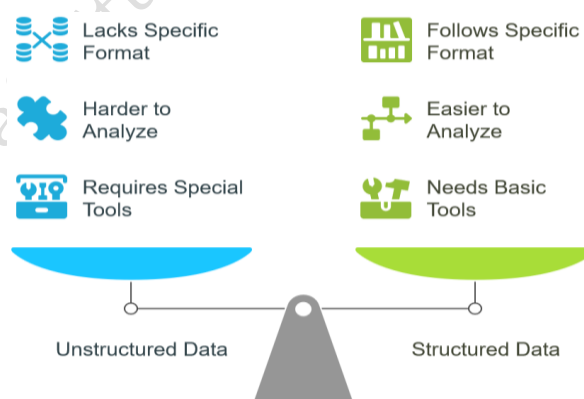 Lacks Specific
Format
Harder to
Analyze
Requires Special
Tools
Unstructured Data
Follows Specific
Format
Easier to
Analyze
Needs Basic
Tools
Structured Data